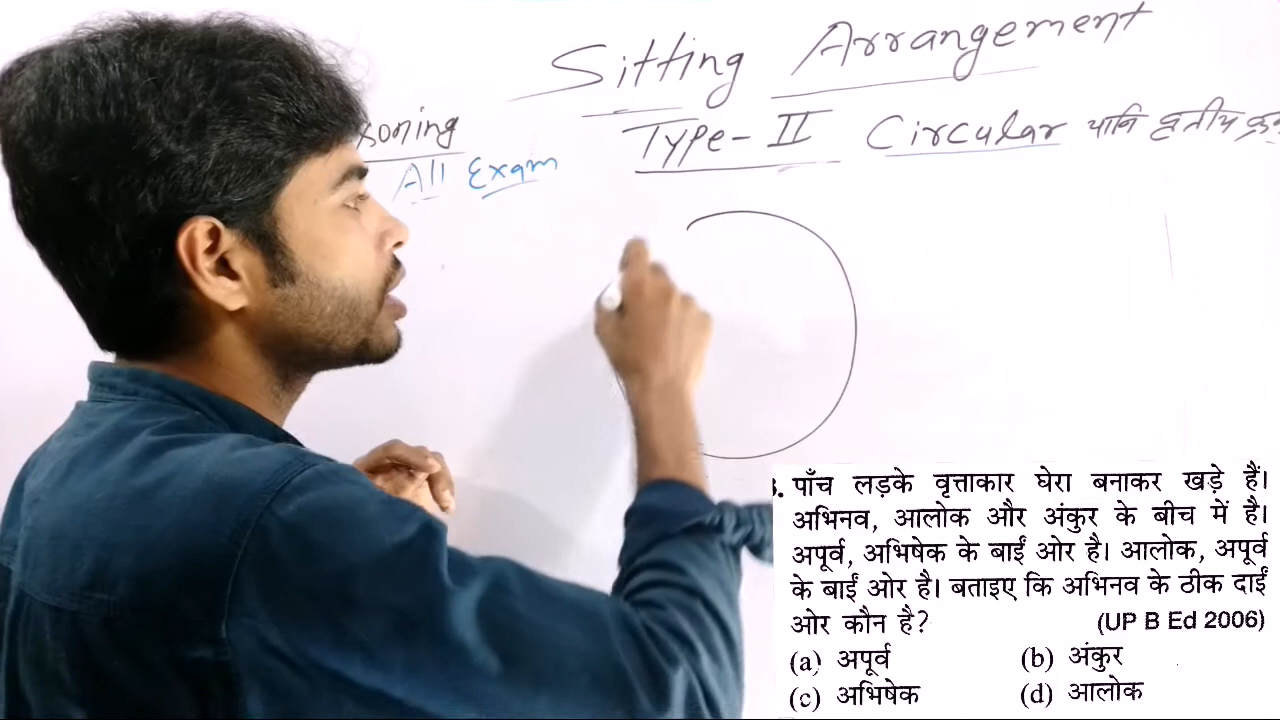 Sitting Arrangement
soning
Type-II Circular यानि
All Exam
3. पाँच लड़के वृत्ताकार घेरा बनाकर खड़े हैं।
अभिनव, आलोक और अंकुर के बीच में है।
अपूर्व, अभिषेक के बाईं ओर है। आलोक, अपूर्व
के बाईं ओर है। बताइए कि अभिनव के ठीक दाईं
ओर कौन है? (UP B Ed 2006)
(a) अपूर्व (b) अंकुर
(c) अभिषेक (d) आलोक